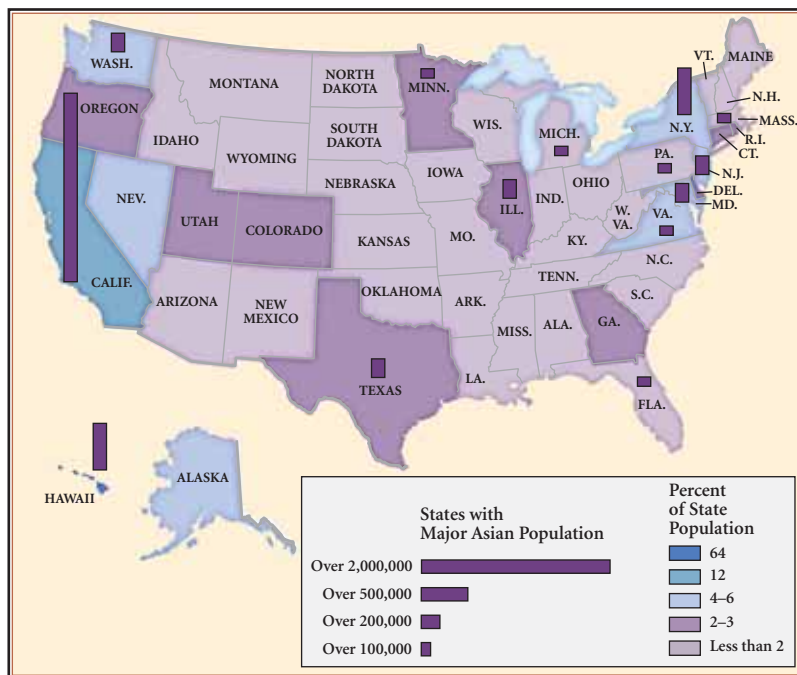 WASH.
MONTANA
NORTH
DAKOTA
MINN.
VT.
MAINE
OREGON
IDAHO
SOUTH
DAKOTA
WIS.
MICH.
N.Y.
N.H.
MASS.
R.I.
CT.
WYOMING
IOWA
NEBRASKA
PA.
N.J.
NEV.
UTAH
COLORADO
ILL.
IND.
OHIO
DEL.
MD.
W.
VA.
VA.
KANSAS
MO.
KY.
CALIF.
N.C.
TENN.
ARIZONA
NEW
MEXICO
OKLAHOMA
ARK.
S.C.
MISS.
ALA.
GA.
TEXAS
LA.
FLA.
HAWAII
ALASKA
States with
Major Asian Population
Over 2,000,000
Over 500,000
Over 200,000
Over 100,000
Percent
of State
Population
64
12
4–6
2–3
Less than 2